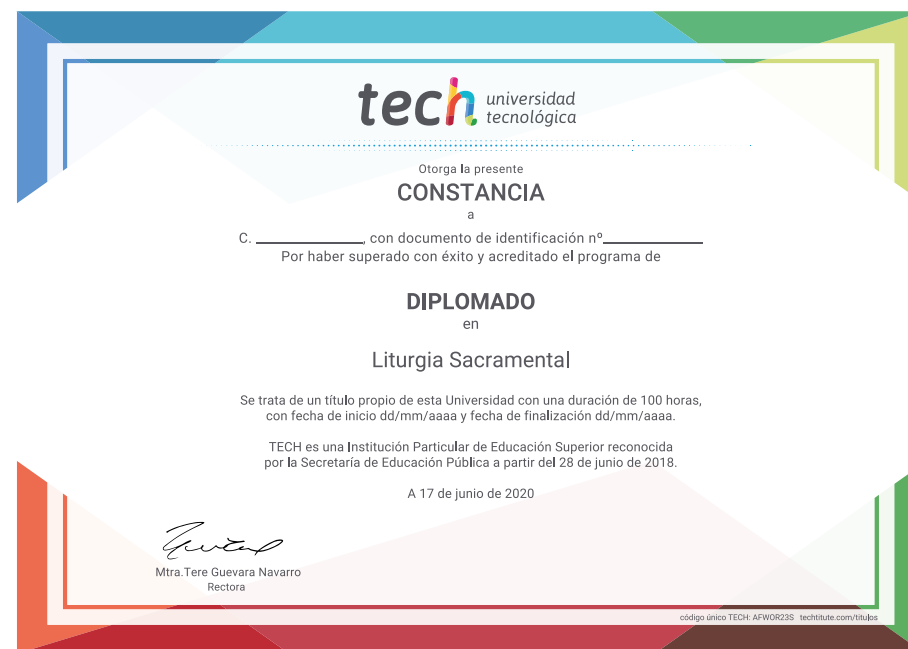 tech universidad
tecnológica
Otorga la presente
CONSTANCIA
a
C. ____________, con documento de identificación nº____________
Por haber superado con éxito y acreditado el programa de
DIPLOMADO
en
Liturgia Sacramental
Se trata de un título propio de esta Universidad con una duración de 100 horas,
con fecha de inicio dd/mm/aaaa y fecha de finalización dd/mm/aaaa.
TECH es una Institución Particular de Educación Superior reconocida
por la Secretaría de Educación Pública a partir del 28 de junio de 2018.
A 17 de junio de 2020
Mtra.Tere Guevara Navarro
Rectora
código único TECH: AFWOR23S techtitute.com/titulos